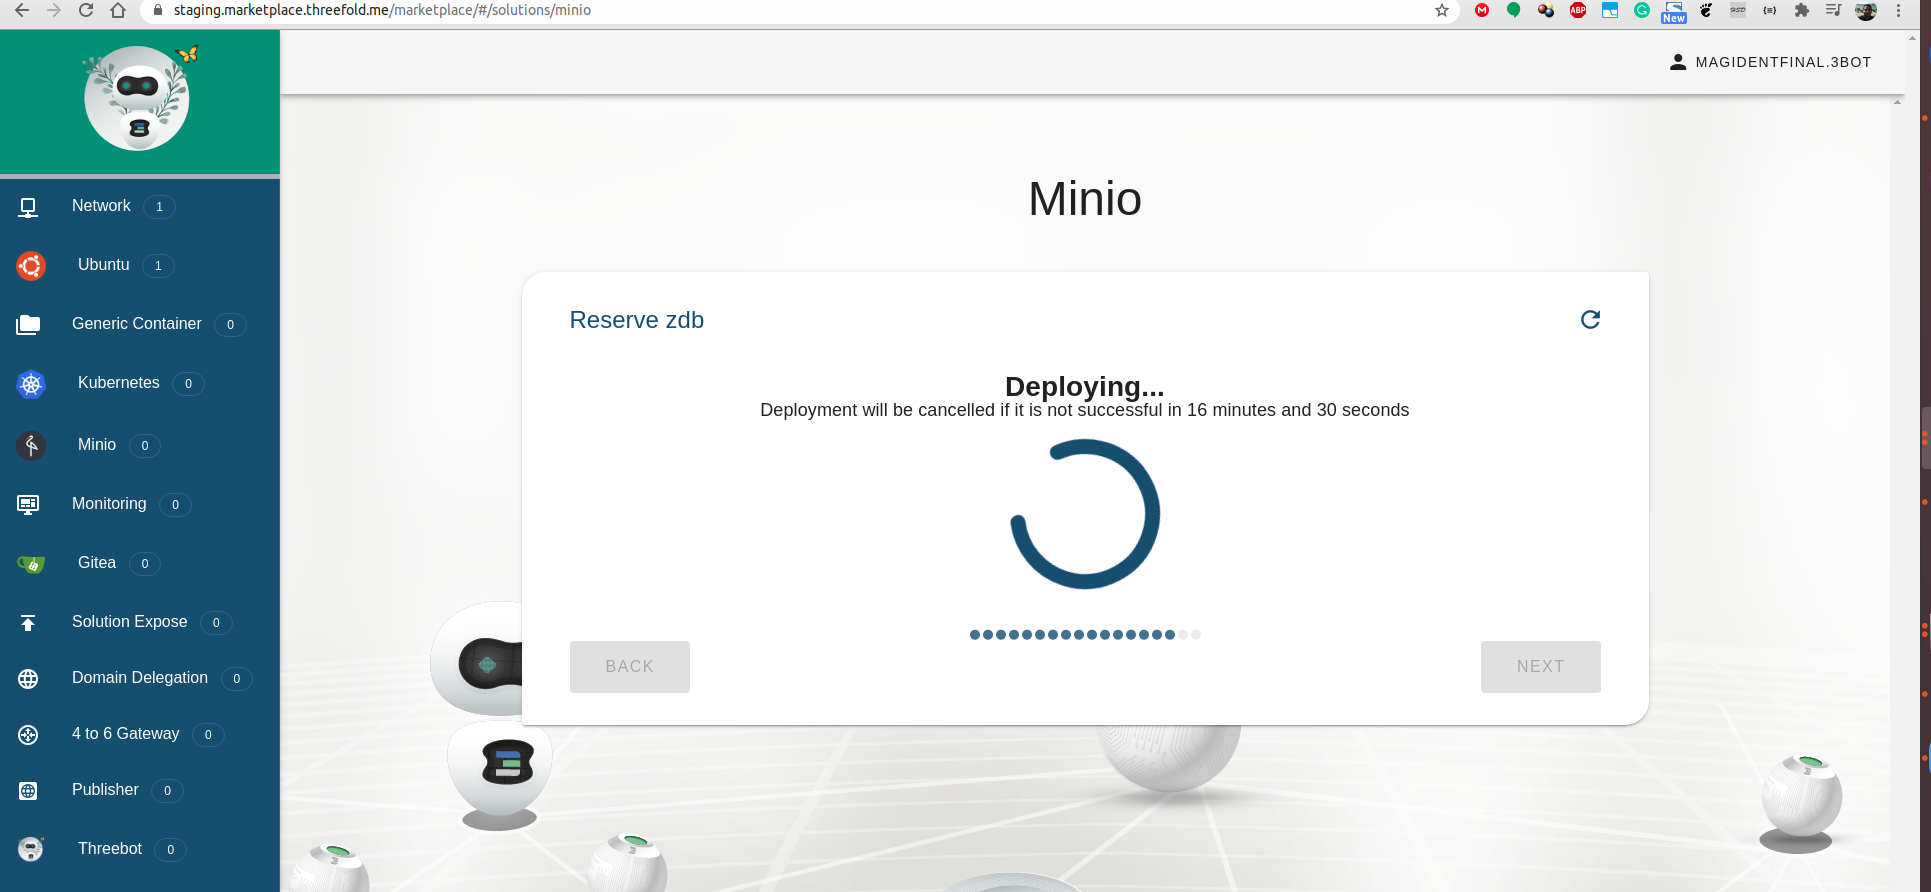 staging.marketplace.threefold.me/marketplace/#/solutions/minio
M
ABP
New
MAGIDENTFINAL.3BOT
Network 1
Ubuntu 1
Generic Container 0
Kubernetes 0
Minio 0
Monitoring 0
Gitea 0
Solution Expose 0
Domain Delegation 0
4 to 6 Gateway 0
Publisher 0
Threebot 0
Minio
Reserve zdb
Deploying...
Deployment will be cancelled if it is not successful in 16 minutes and 30 seconds
BACK
NEXT